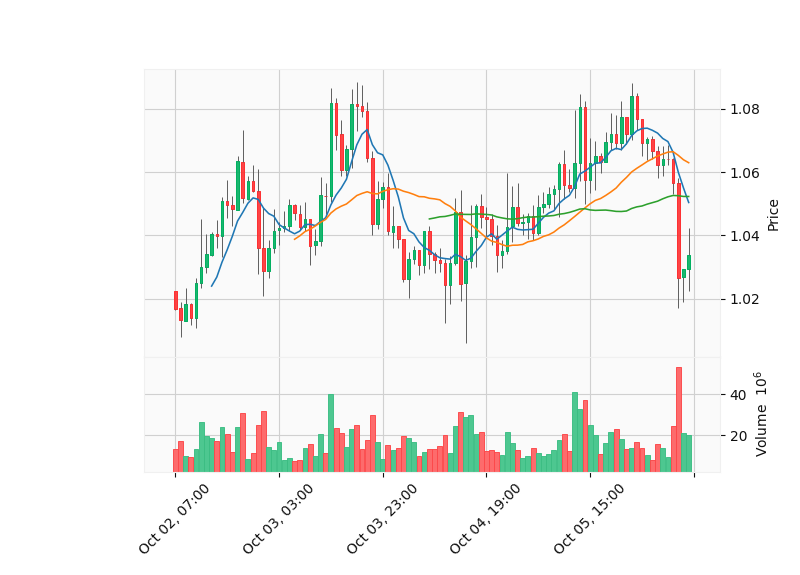 1.08
1.06
1.04
1.02
Price
40
20
Volume 10^6
Oct 02, 07:00
Oct 03, 03:00
Oct 03, 23:00
Oct 04, 19:00
Oct 05, 15:00